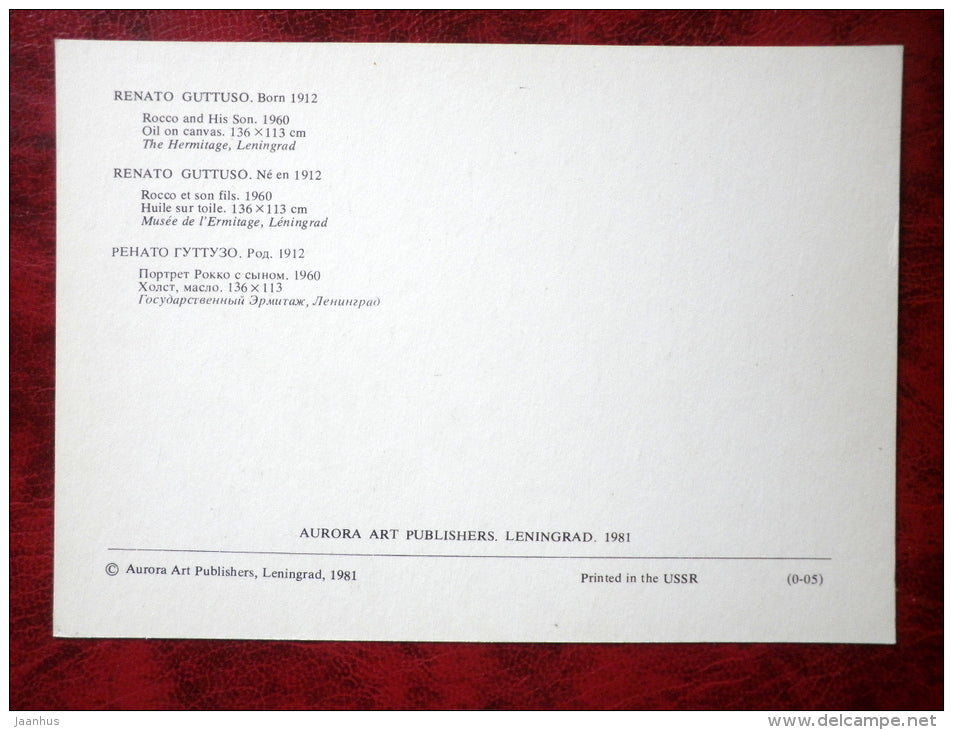 RENATO GUTTUSO. Born 1912
Rocco and His Son. 1960
Oil on canvas. 136 × 113 cm
The Hermitage, Leningrad
RENATO GUTTUSO. Né en 1912
Rocco et son fils. 1960
Huile sur toile. 136 × 113 cm
Musée de l'Ermitage, Léningrad
РЕНАТО ГУТТУЗО. Род. 1912
Портрет Рокко с сыном. 1960
Холст, масло. 136 × 113
Государственный Эрмитаж, Ленинград
AURORA ART PUBLISHERS. LENINGRAD. 1981
© Aurora Art Publishers, Leningrad, 1981 Printed in the USSR (0-05)
Jaanhus www.delcampe.net